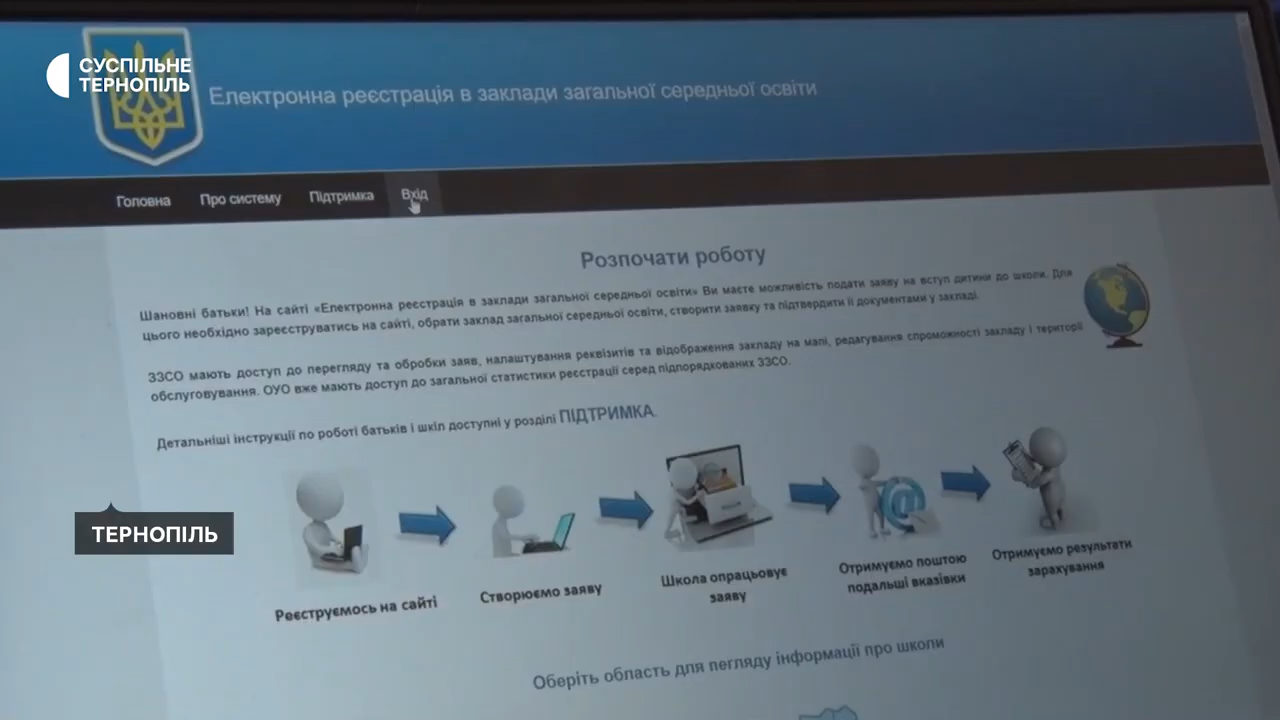 СУСПІЛЬНЕ
ТЕРНОПІЛЬ
Електронна реєстрація в заклади загальної середньої освіти
Головна Про систему Підтримка Вхід
Розпочати роботу
Шановні батьки! На сайті «Електронна реєстрація в заклади загальної середньої освіти» Ви маєте можливість подати заяву на вступ дитини до школи. Для
цього необхідно зареєструватись на сайті, обрати заклад загальної середньої освіти, створити заявку та підтвердити її документами у закладі.
ЗЗСО мають доступ до перегляду та обробки заяв, налаштування реквізитів та відображення закладу на мапі, редагування спроможності закладу і території
обслуговування. ОУО вже мають доступ до загальної статистики реєстрації серед підпорядкованих ЗЗСО.
Детальніші інструкції по роботі батьків і шкіл доступні у розділі ПІДТРИМКА.
ТЕРНОПІЛЬ
Реєструємось на сайті
Створюємо заяву
Школа опрацьовує
заяву
Отримуємо поштою
подальші вказівки
Отримуємо результати
зарахування
Оберіть область для пегляду інформації про школи